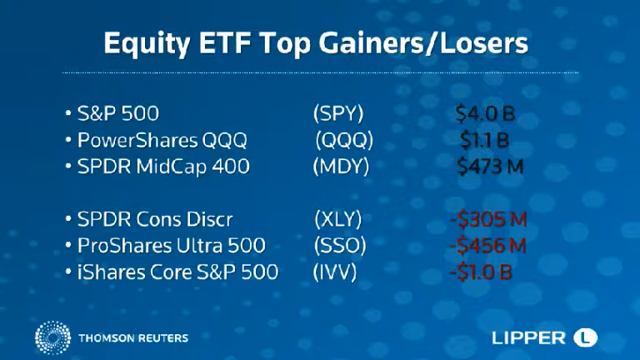 Equity ETF Top Gainers/Losers
• S&P 500 (SPY) $4.0 B
• PowerShares QQQ (QQQ) $1.1 B
• SPDR MidCap 400 (MDY) $473 M
• SPDR Cons Discr (XLY) -$305 M
• ProShares Ultra 500 (SSO) -$456 M
• iShares Core S&P 500 (IVV) -$1.0 B
THOMSON REUTERS LIPPER L